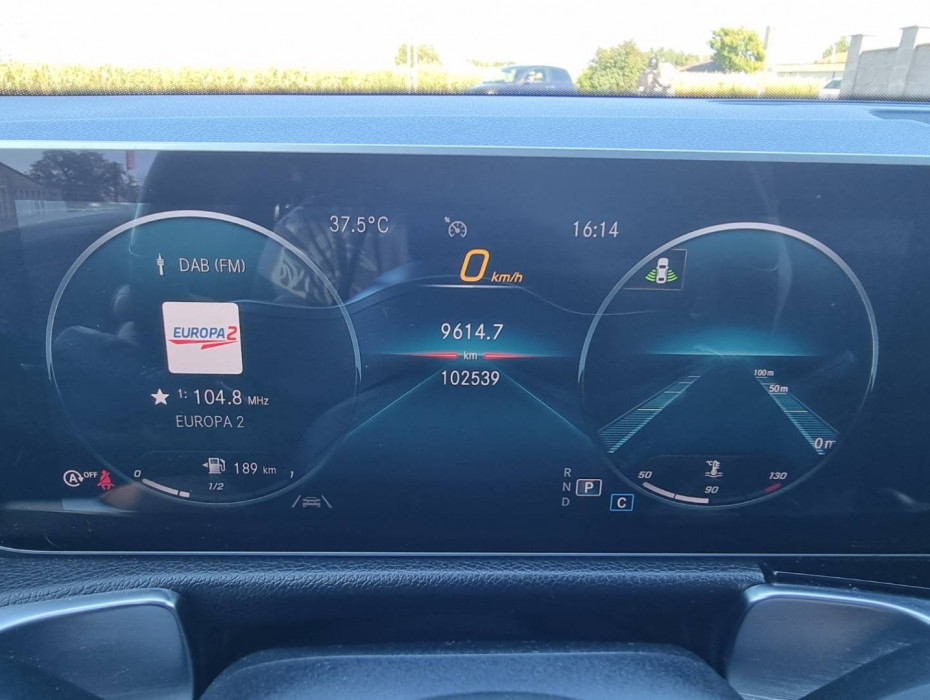 37.5°C
16:14
DAB (FM)
0 km/h
EUROPA 2
9614.7
km
102539
1: 104.8 MHz
EUROPA 2
100m
50m
0m
A OFF
0
189 km
1
1/2
R
N
P
D
C
50
°C
130
90